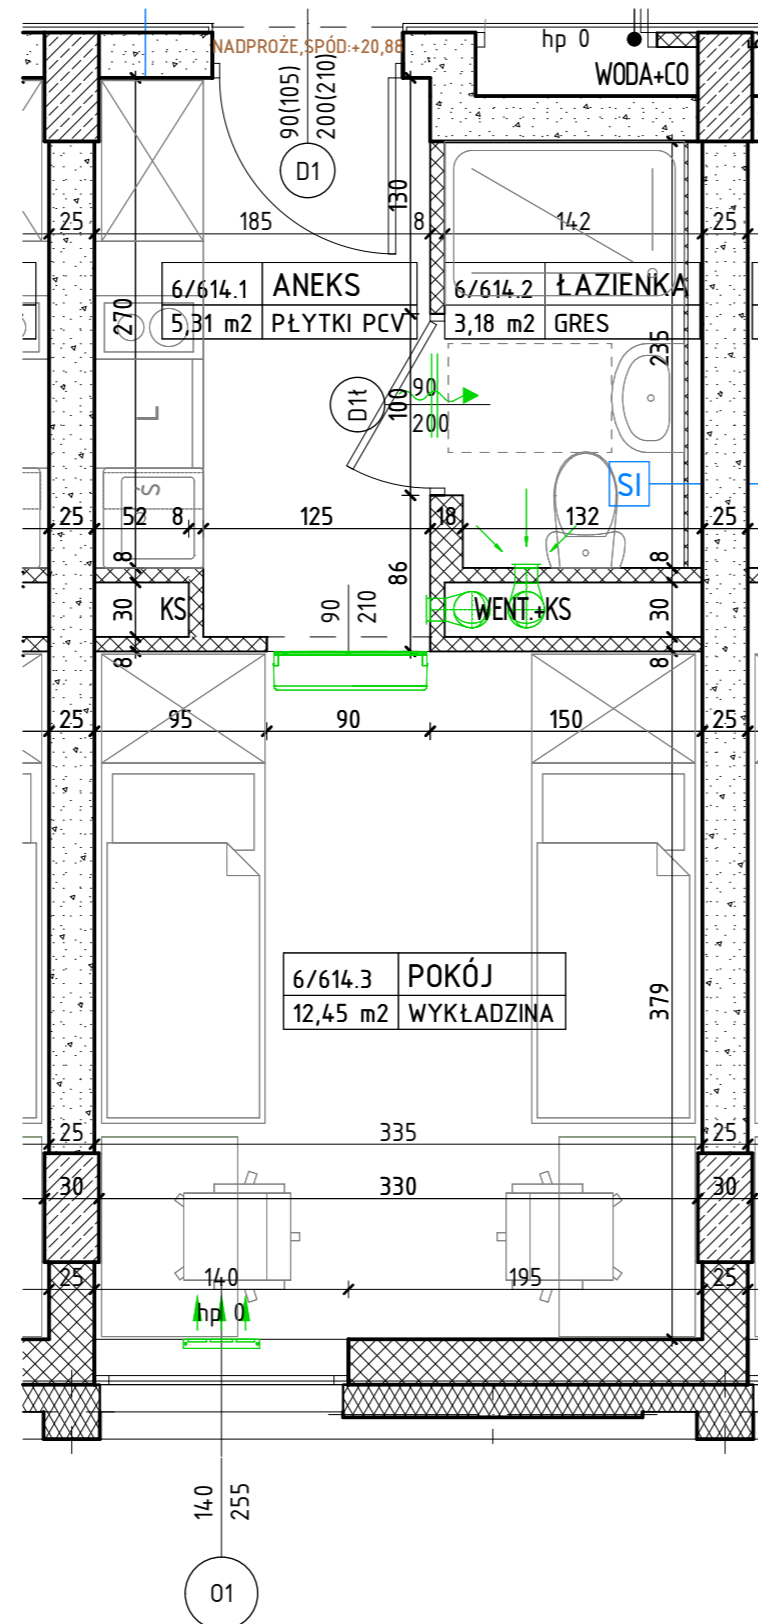 hp 0
NADPROŻE,SPÓD:+20,88
WODA+CO
90(105)
200(210)
D1
130
25
185
8
142
25
6/614.1 ANEKS
5,31 m2 PŁYTKI PCV
6/614.2 ŁAZIENKA
3,18 m2 GRES
270
235
D1ł
100
90
200
L
Ś
SI
25
52
8
125
18
132
25
8
86
8
30
KS
90
210
WENT.+KS
30
8
8
25
95
90
150
25
6/614.3 POKÓJ
12,45 m2 WYKŁADZINA
379
25
335
25
30
330
30
25
140
195
25
hp 0
140
255
01